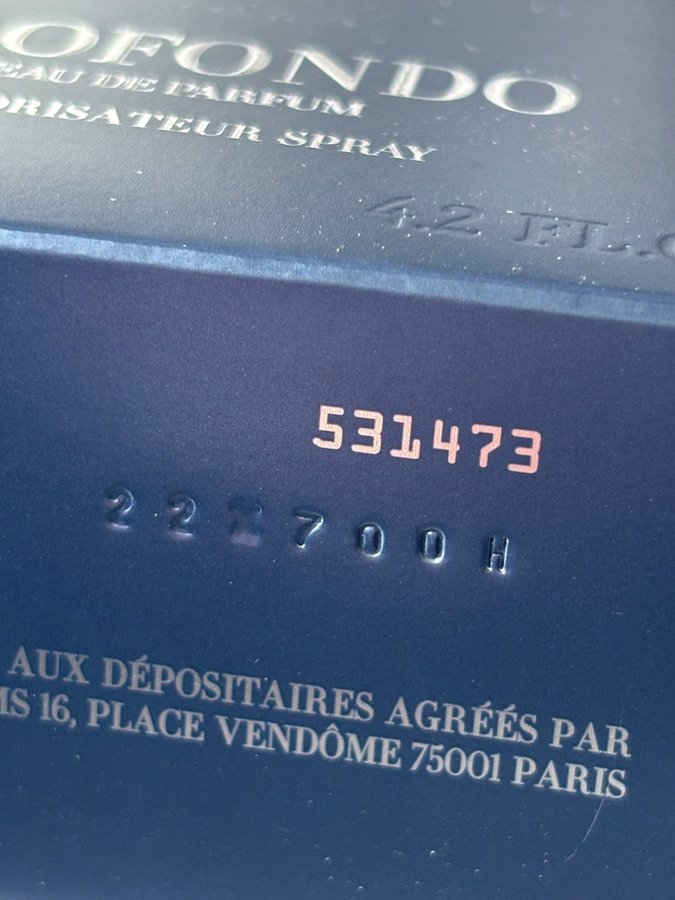 OFONDO
EAU DE PARFUM
ORISATEUR SPRAY
4.2 FL.O
531473
22X700H
AUX DÉPOSITAIRES AGRÉÉS PAR
MS 16, PLACE VENDÔME 75001 PARIS